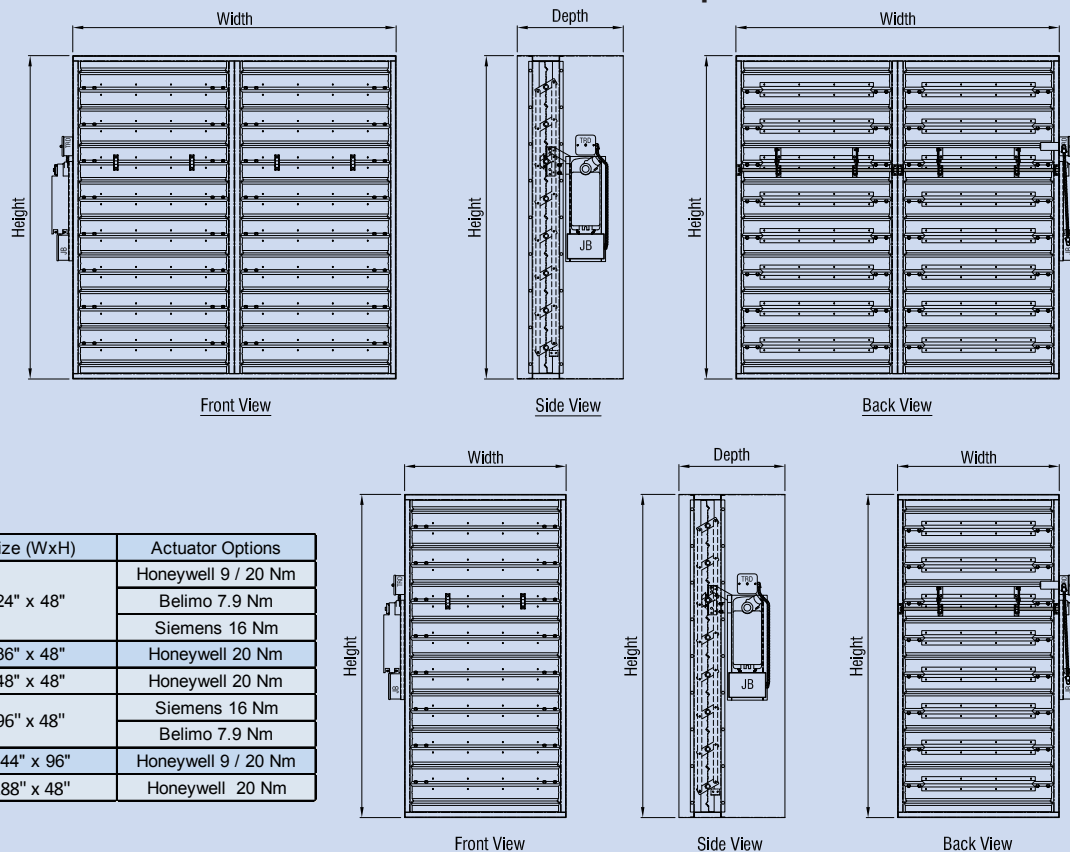 Width
Depth
Width
Height
TRD
JB
Height
TRD
JB
Height
Front View
Side View
Back View
Width
Depth
Width
ize (WxH) Actuator Options
24" x 48" Honeywell 9 / 20 Nm
Belimo 7.9 Nm
Siemens 16 Nm
36" x 48" Honeywell 20 Nm
48" x 48" Honeywell 20 Nm
96" x 48" Siemens 16 Nm
Belimo 7.9 Nm
44" x 96" Honeywell 9 / 20 Nm
88" x 48" Honeywell 20 Nm
Height
TRD
JB
Height
TRD
JB
Height
Front View
Side View
Back View